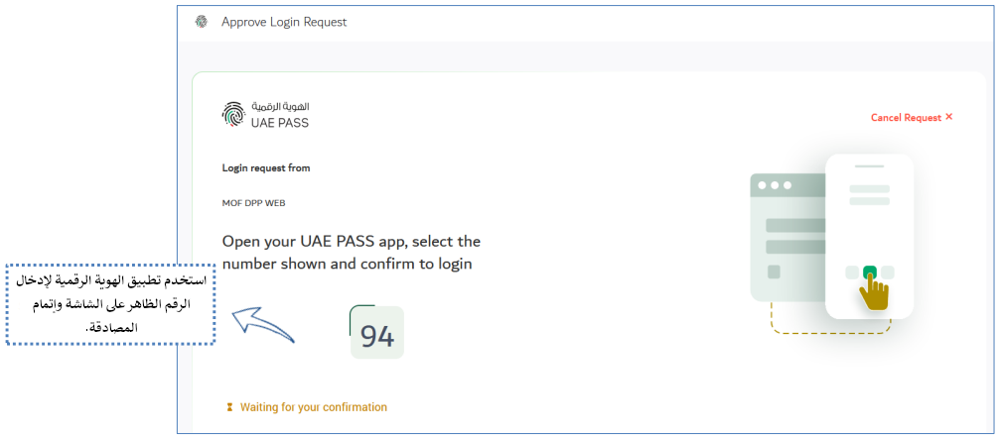 Approve Login Request
الهوية الرقمية
UAE PASS
Cancel Request ×
Login request from
MOF DPP WEB
Open your UAE PASS app, select the
number shown and confirm to login
استخدم تطبيق الهوية الرقمية لإدخال
الرقم الظاهر على الشاشة وإتمام
المصادقة.
94
Waiting for your confirmation